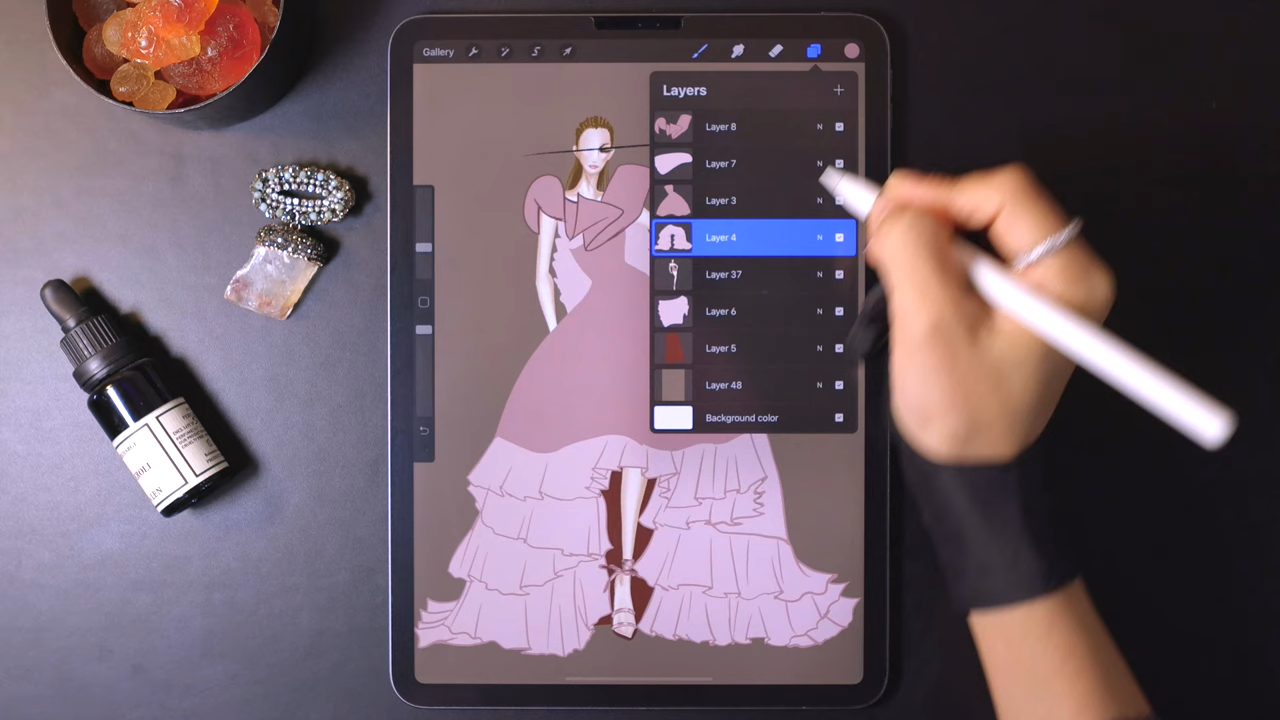 Gallery
Layers
Layer 8 N
Layer 7 N
Layer 3
Layer 4 N
Layer 37 N
Layer 6 N
Layer 5 N
Layer 48 N
Background color